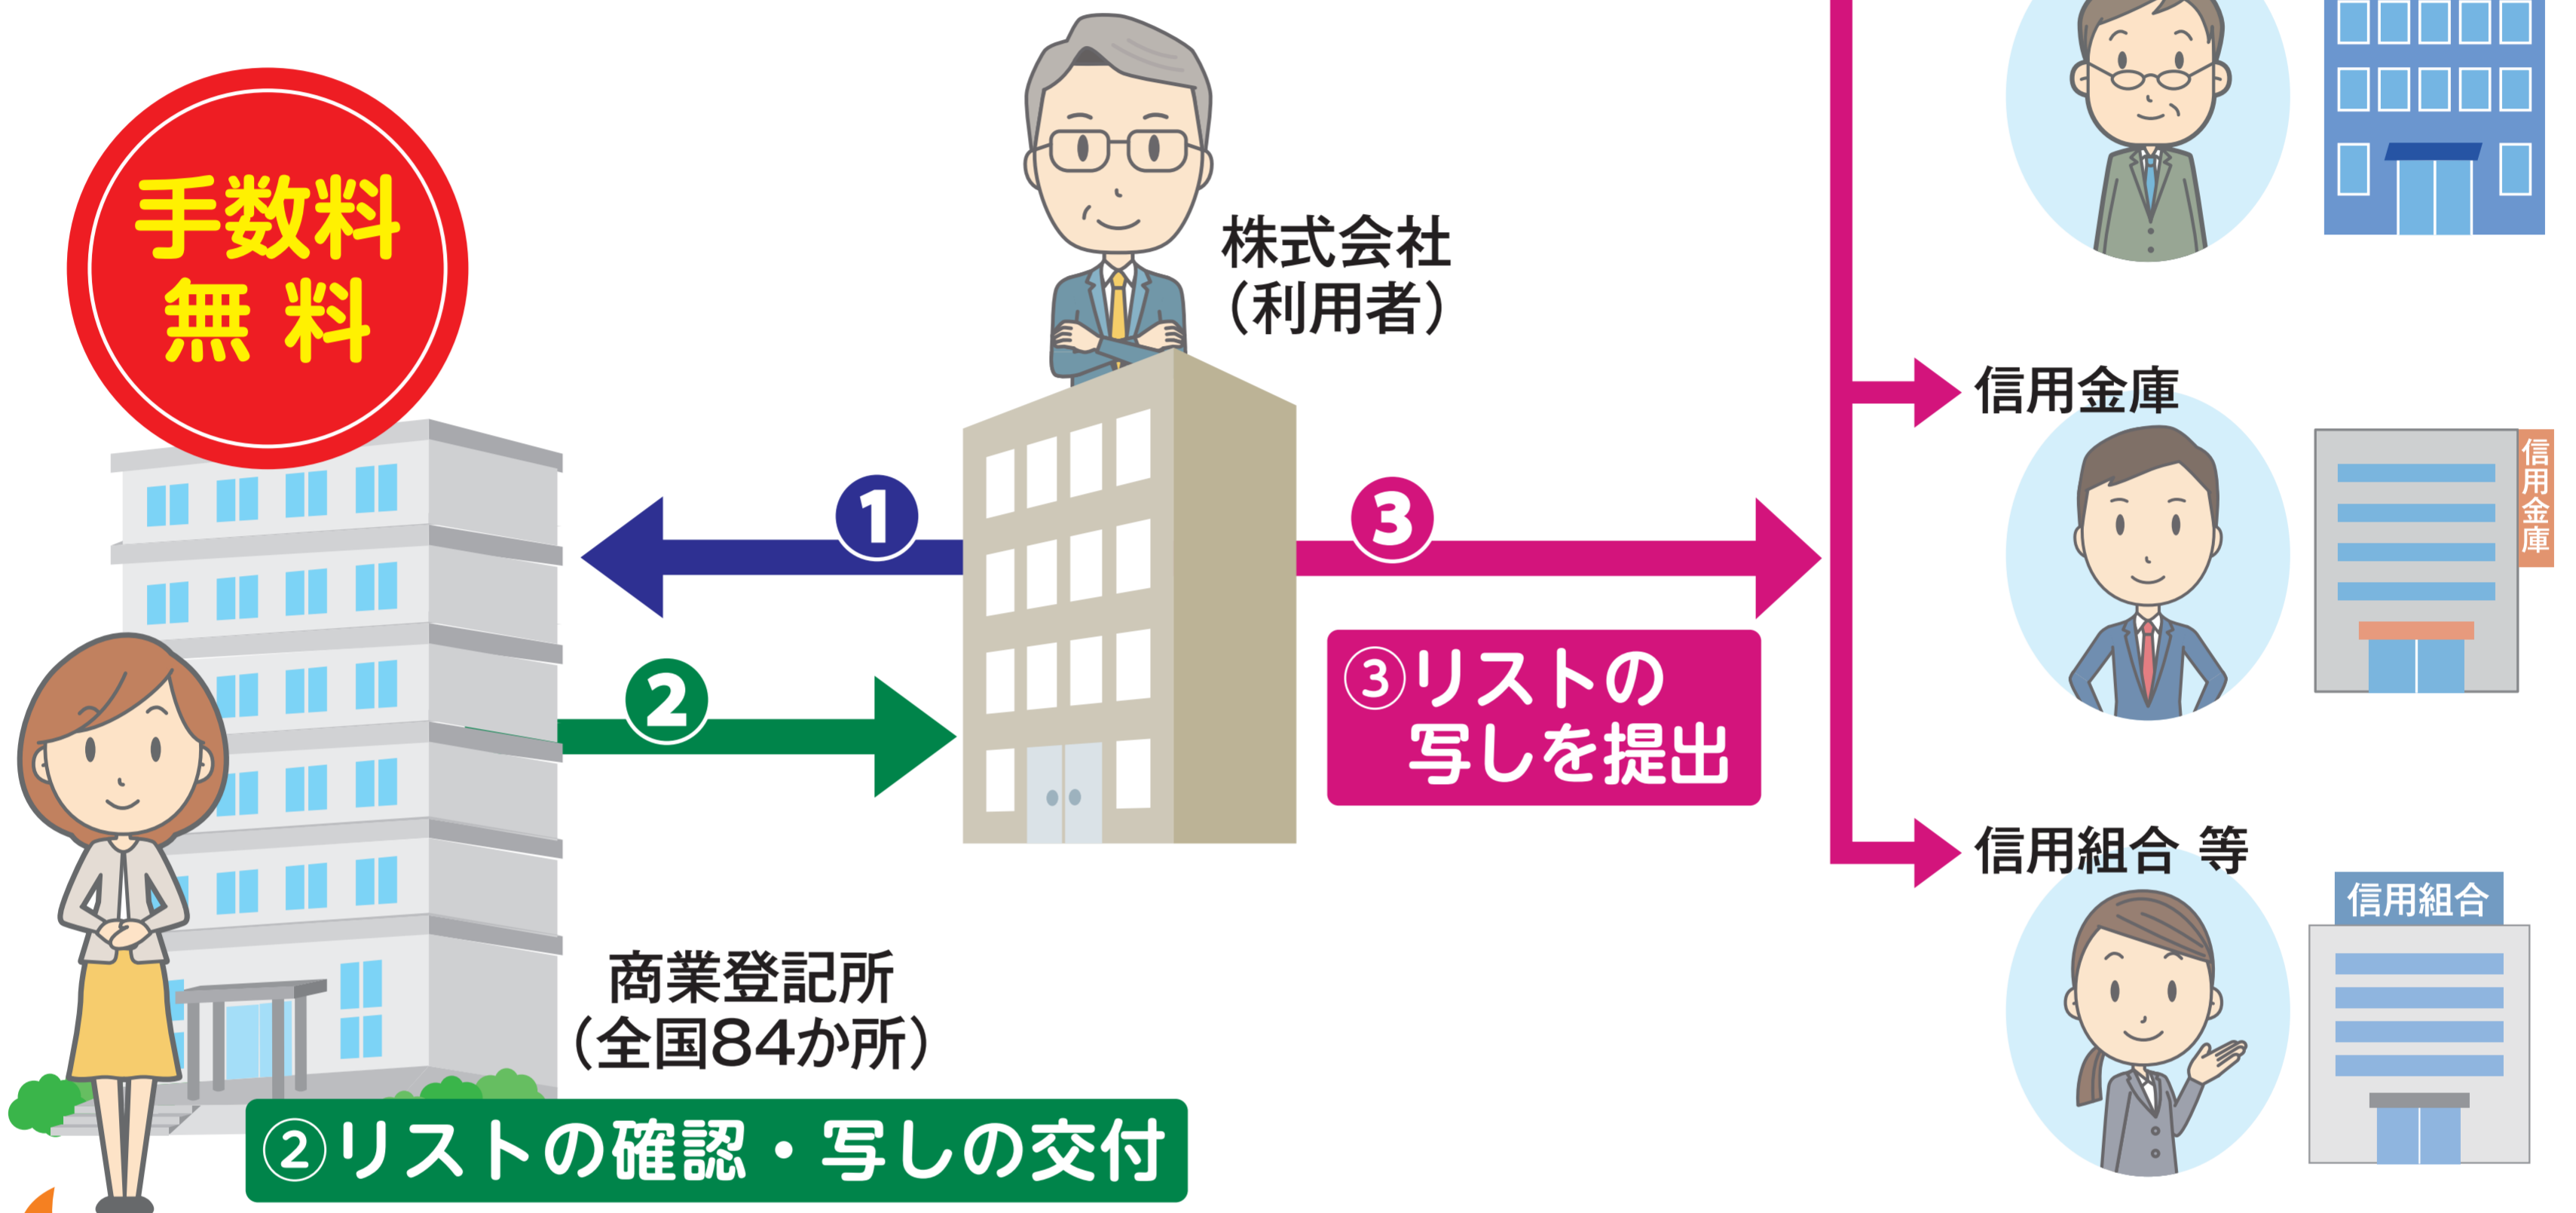 手数料
無料
株式会社
（利用者）
信用金庫
信用金庫
1
3
2
③リストの
写しを提出
信用組合 等
信用組合
商業登記所
（全国84か所）
②リストの確認・写しの交付